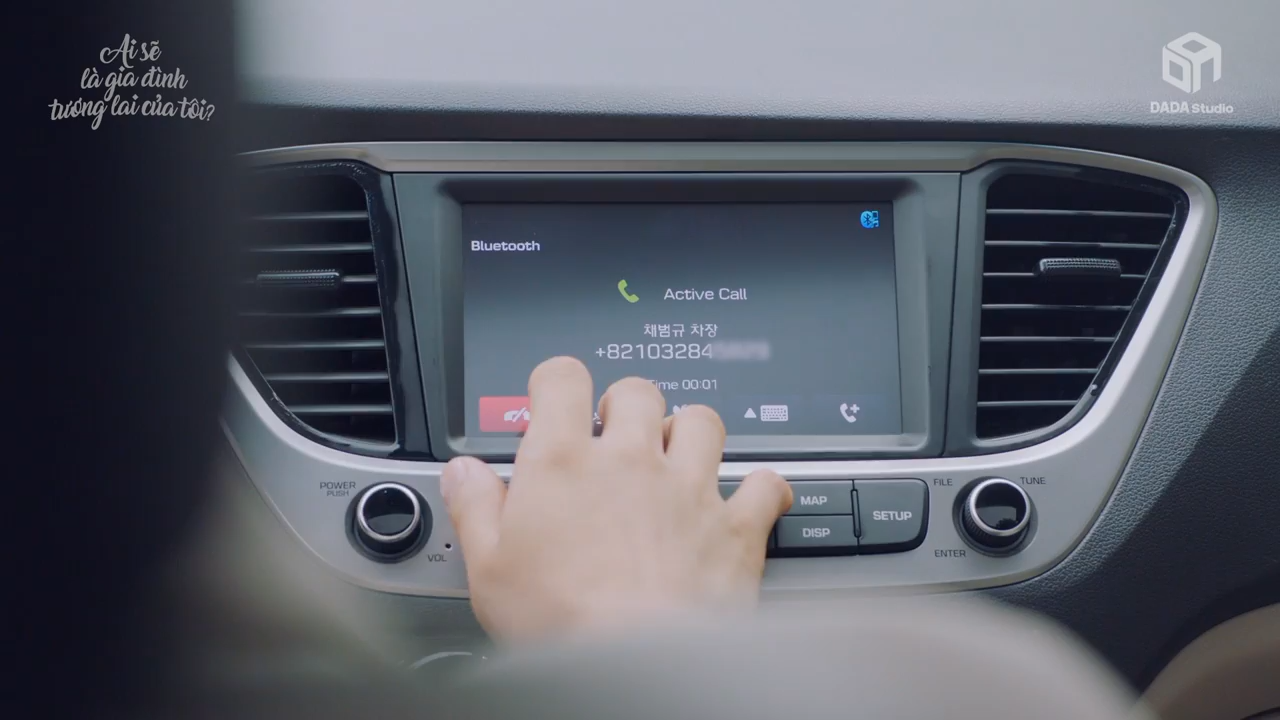 Ai sẽ
là gia đình
tương lai của tôi?
DADA Studio
Bluetooth
Active Call
채범규 차장
+82103284
Time 00:01
POWER
PUSH
VOL
MAP
DISP
SETUP
FILE
TUNE
ENTER